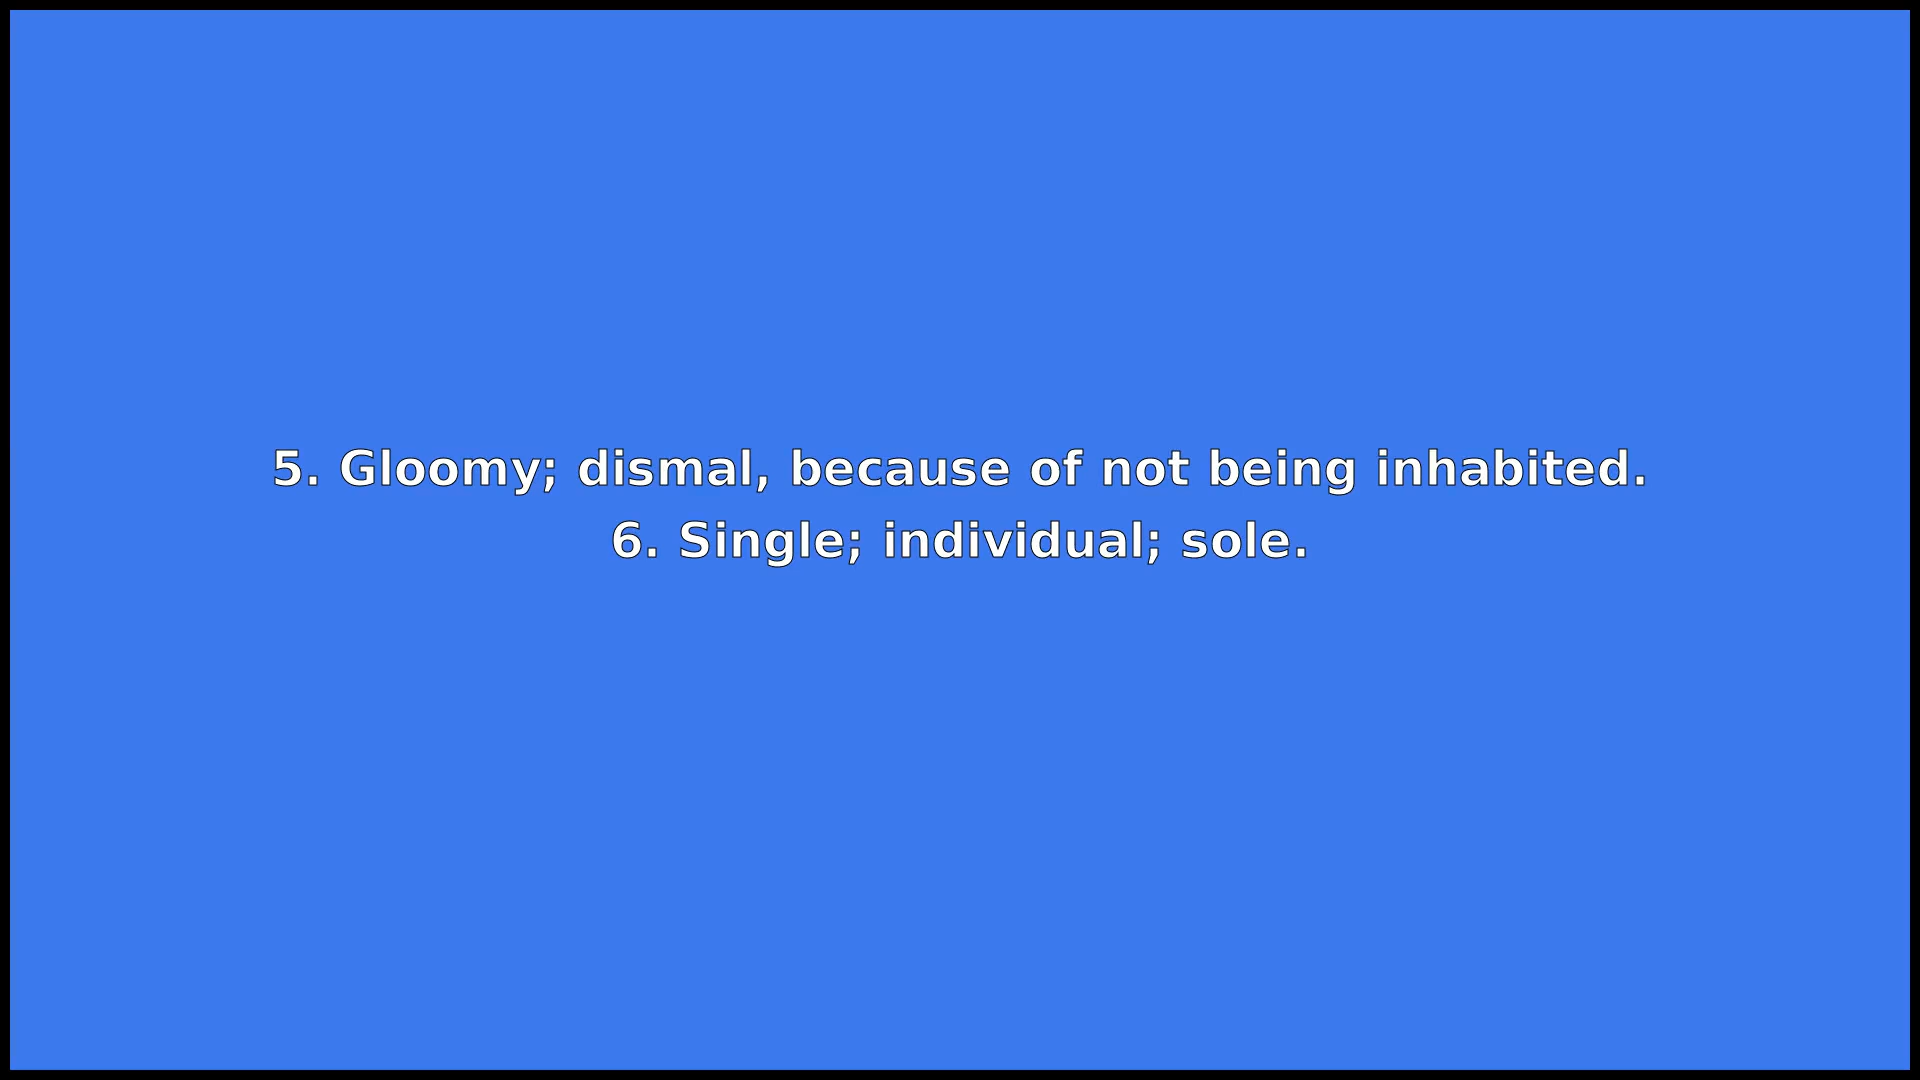 5. Gloomy; dismal, because of not being inhabited.
6. Single; individual; sole.